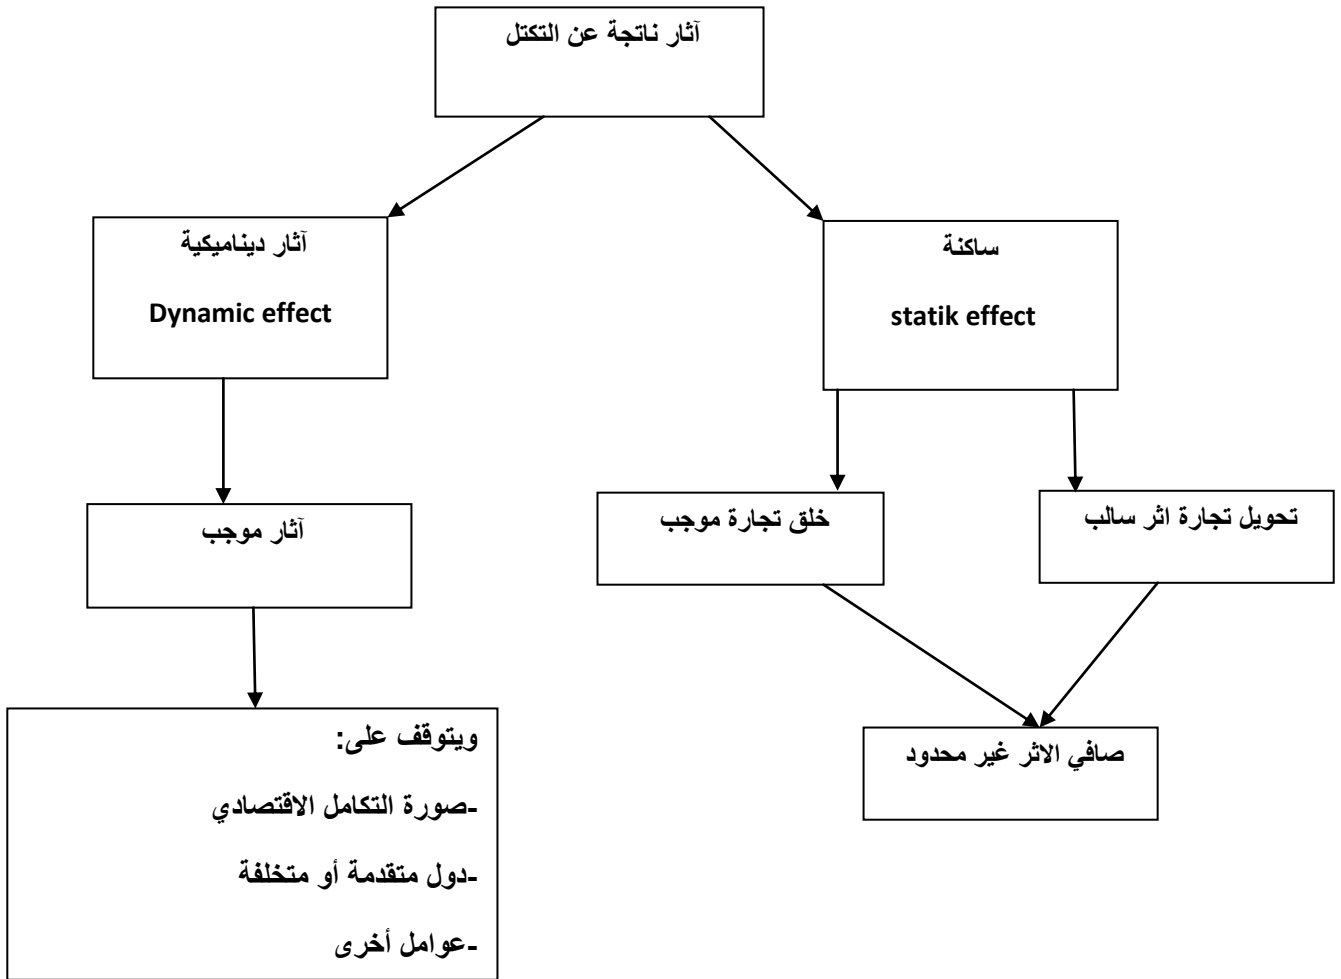 آثار ناتجة عن التكتل
ساكنة
statik effect
آثار ديناميكية
Dynamic effect
تحويل تجارة اثر سالب
خلق تجارة موجب
آثار موجب
صافي الاثر غير محدود
ويتوقف على:
-صورة التكامل الاقتصادي
-دول متقدمة أو متخلفة
-عوامل أخرى